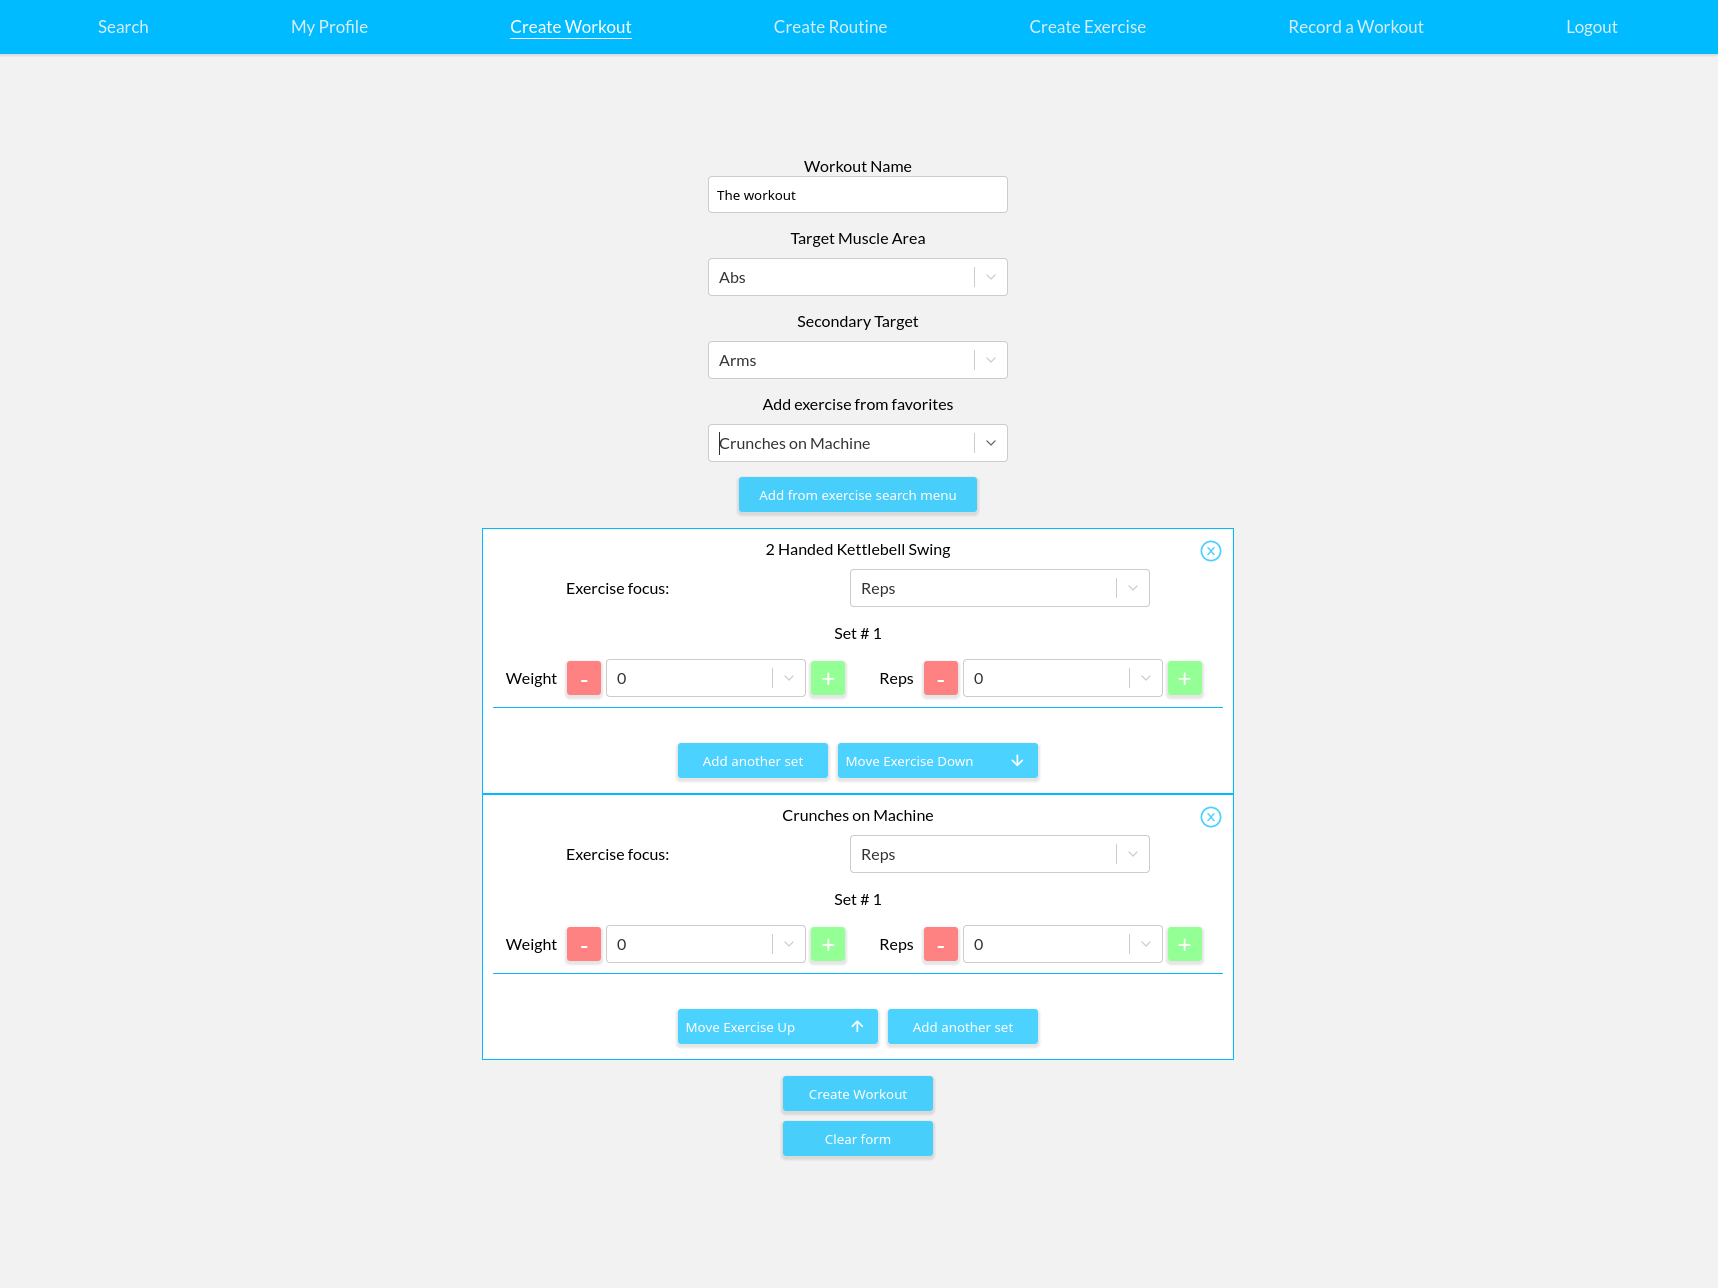 Search My Profile Create Workout Create Routine Create Exercise Record a Workout Logout
Workout Name
The workout
Target Muscle Area
Abs
Secondary Target
Arms
Add exercise from favorites
Crunches on Machine
Add from exercise search menu
2 Handed Kettlebell Swing x
Exercise focus: Reps
Set # 1
Weight - 0 + Reps - 0 +
Add another set Move Exercise Down
Crunches on Machine x
Exercise focus: Reps
Set # 1
Weight - 0 + Reps - 0 +
Move Exercise Up Add another set
Create Workout
Clear form